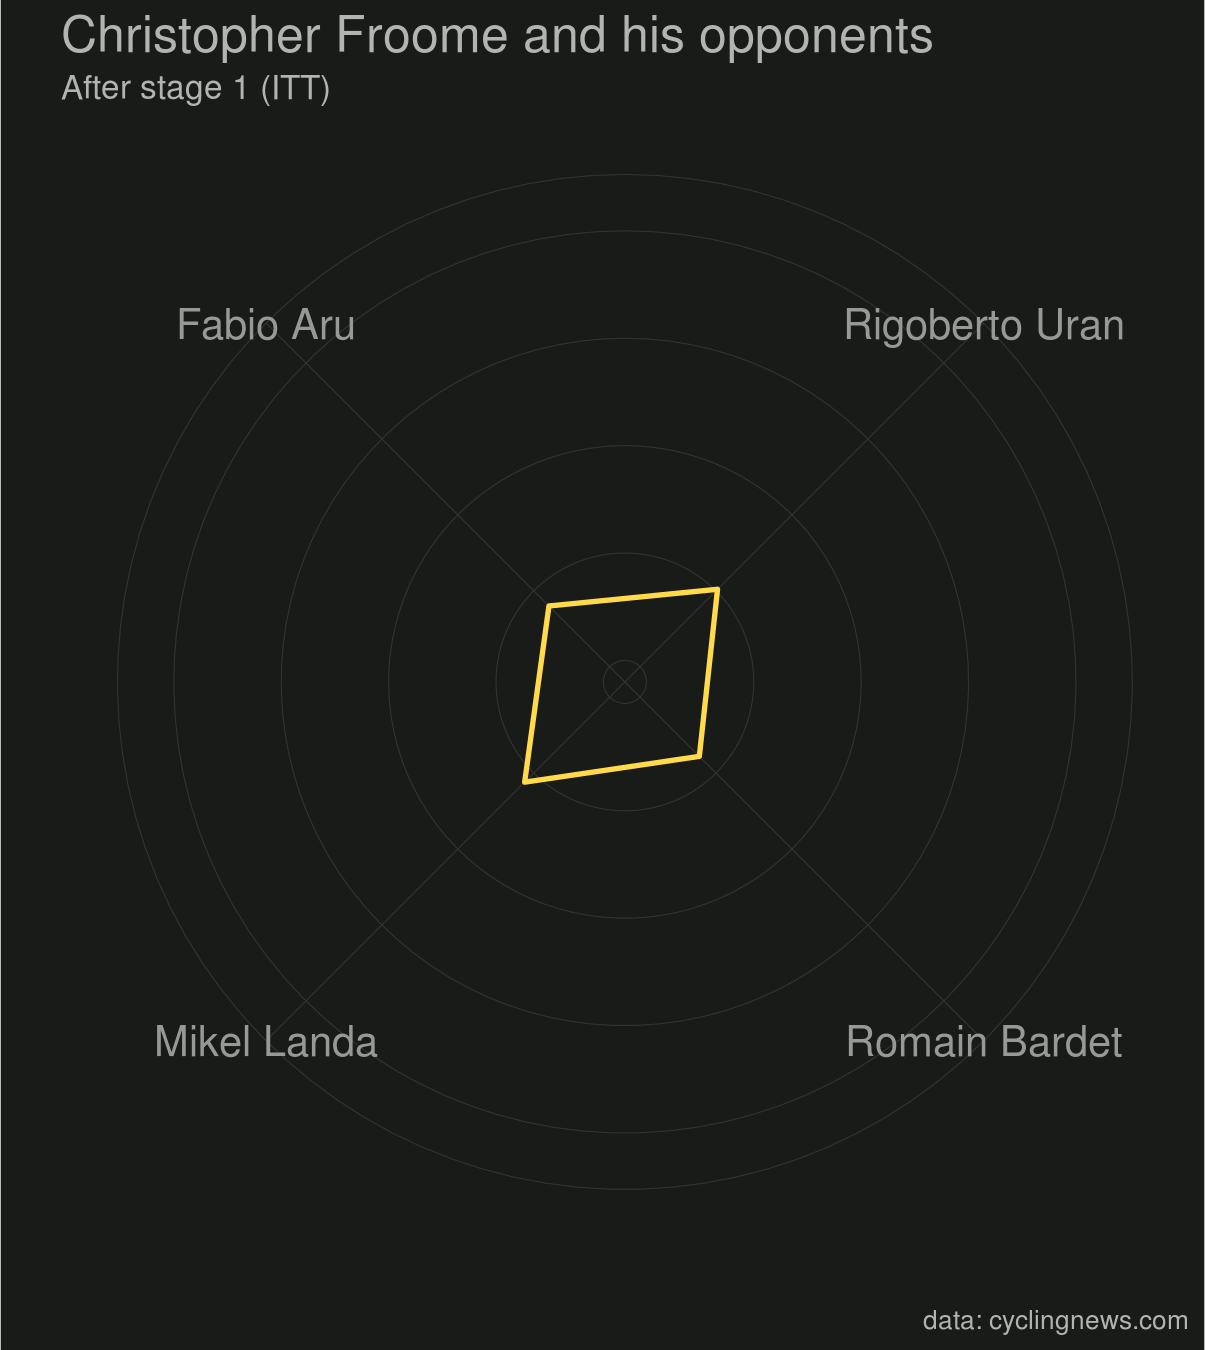 Christopher Froome and his opponents
After stage 1 (ITT)
Fabio Aru
Rigoberto Uran
Mikel Landa
Romain Bardet
data: cyclingnews.com